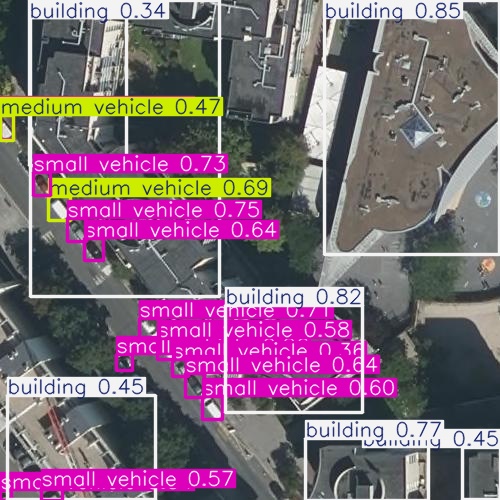 building 0.34
building 0.85
medium vehicle 0.47
small vehicle 0.73
medium vehicle 0.69
small vehicle 0.75
small vehicle 0.64
building 0.82
small vehicle 0.71
small vehicle 0.58
small vehicle 0.36
small vehicle 0.64
small vehicle 0.60
building 0.45
building 0.77
building 0.45
small vehicle 0.57